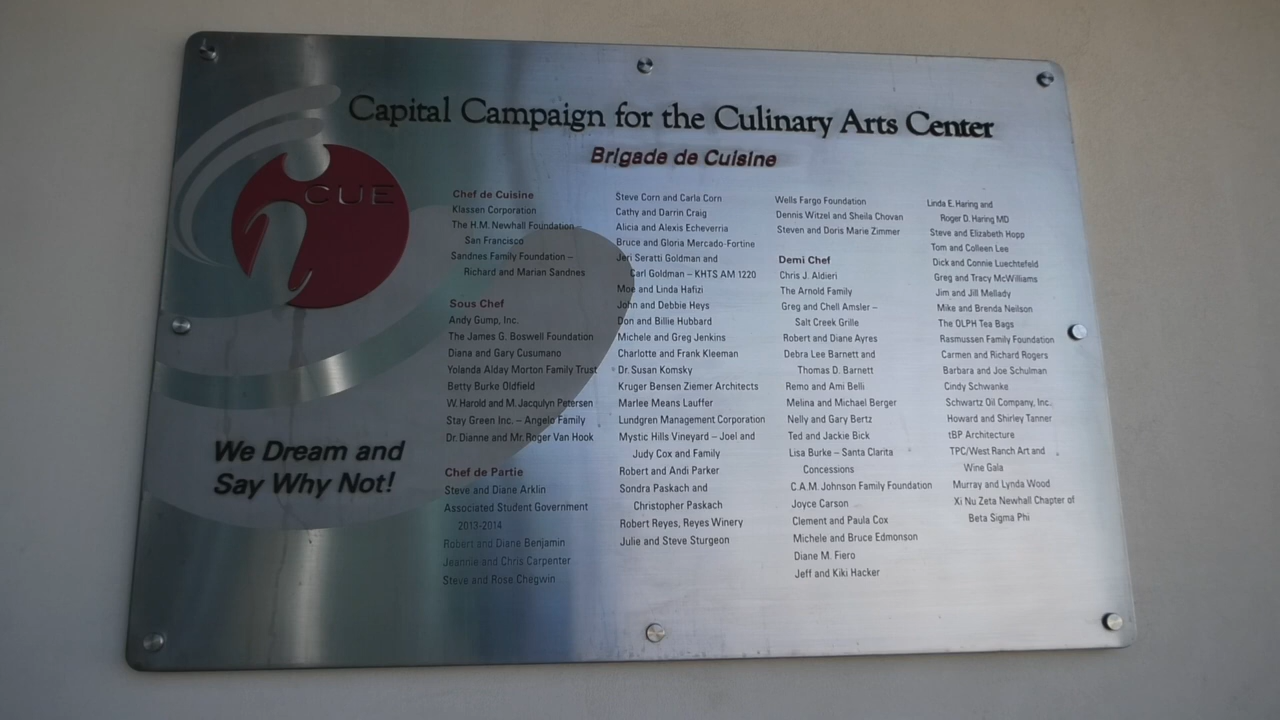 Capital Campaign for the Culinary Arts Center
Brigade de Cuisine
iCUE
We Dream and
Say Why Not!
Chef de Cuisine
Klassen Corporation
The H.M. Newhall Foundation –
San Francisco
Sandnes Family Foundation –
Richard and Marian Sandnes
Sous Chef
Andy Gump, Inc.
The James G. Boswell Foundation
Diana and Gary Cusumano
Yolanda Alday Morton Family Trust
Betty Burke Oldfield
W. Harold and M. Jacqulyn Petersen
Stay Green Inc. – Angelo Family
Dr. Dianne and Mr. Roger Van Hook
Chef de Partie
Steve and Diane Arklin
Associated Student Government
2013-2014
Robert and Diane Benjamin
Jeannie and Chris Carpenter
Steve and Rose Chegwin
Steve Corn and Carla Corn
Cathy and Darrin Craig
Alicia and Alexis Echeverria
Bruce and Gloria Mercado-Fortine
Jeri Seratti Goldman and
Carl Goldman – KHTS AM 1220
Moe and Linda Hafizi
John and Debbie Heys
Don and Billie Hubbard
Michele and Greg Jenkins
Charlotte and Frank Kleeman
Dr. Susan Komsky
Kruger Bensen Ziemer Architects
Marlee Means Lauffer
Lundgren Management Corporation
Mystic Hills Vineyard – Joel and
Judy Cox and Family
Robert and Andi Parker
Sondra Paskach and
Christopher Paskach
Robert Reyes, Reyes Winery
Julie and Steve Sturgeon
Wells Fargo Foundation
Dennis Witzel and Sheila Chovan
Steven and Doris Marie Zimmer
Demi Chef
Chris J. Aldieri
The Arnold Family
Greg and Chell Amsler –
Salt Creek Grille
Robert and Diane Ayres
Debra Lee Barnett and
Thomas D. Barnett
Remo and Ami Belli
Melina and Michael Berger
Nelly and Gary Bertz
Ted and Jackie Bick
Lisa Burke – Santa Clarita
Concessions
C.A.M. Johnson Family Foundation
Joyce Carson
Clement and Paula Cox
Michele and Bruce Edmonson
Diane M. Fiero
Jeff and Kiki Hacker
Linda E. Haring and
Roger D. Haring MD
Steve and Elizabeth Hopp
Tom and Colleen Lee
Dick and Connie Luechtefeld
Greg and Tracy McWilliams
Jim and Jill Mellady
Mike and Brenda Neilson
The OLPH Tea Bags
Rasmussen Family Foundation
Carmen and Richard Rogers
Barbara and Joe Schulman
Cindy Schwanke
Schwartz Oil Company, Inc.
Howard and Shirley Tanner
tBP Architecture
TPC/West Ranch Art and
Wine Gala
Murray and Lynda Wood
Xi Nu Zeta Newhall Chapter of
Beta Sigma Phi